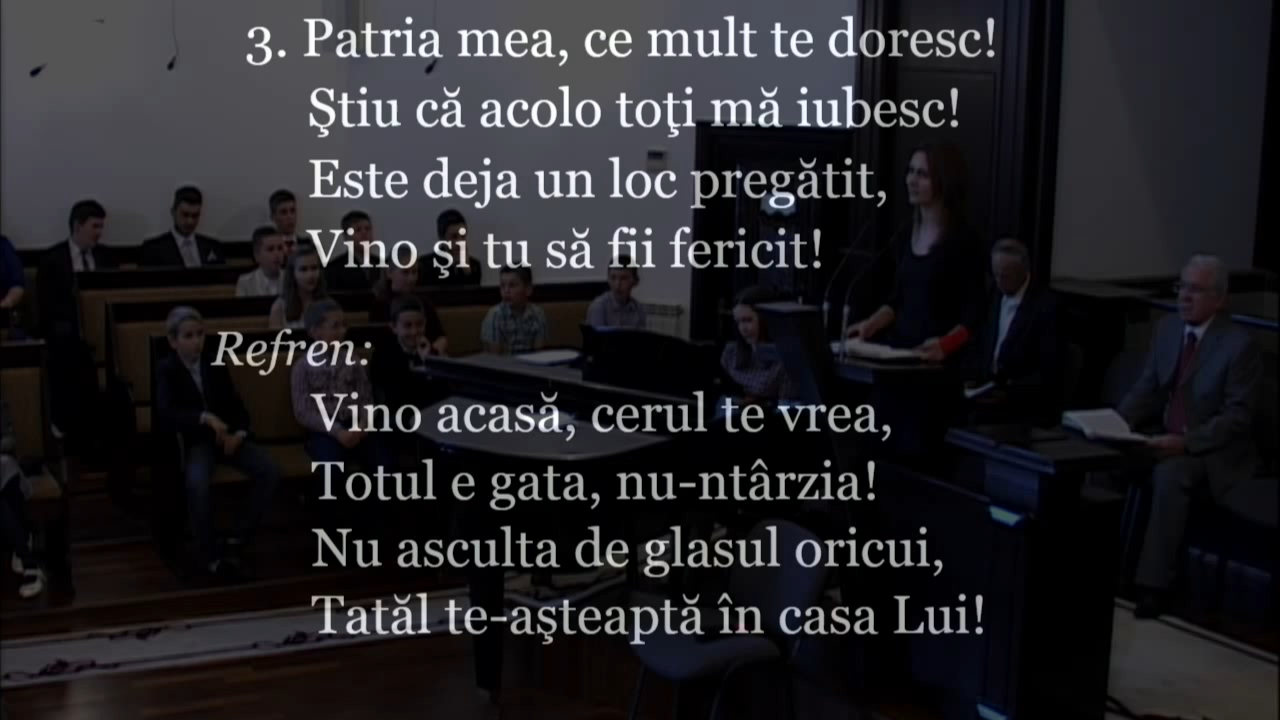 3. Patria mea, ce mult te doresc!
Ştiu că acolo toţi mă iubesc!
Este deja un loc pregătit,
Vino şi tu să fii fericit!
Refren:
Vino acasă, cerul te vrea,
Totul e gata, nu-ntârzia!
Nu asculta de glasul oricui,
Tatăl te-aşteaptă în casa Lui!